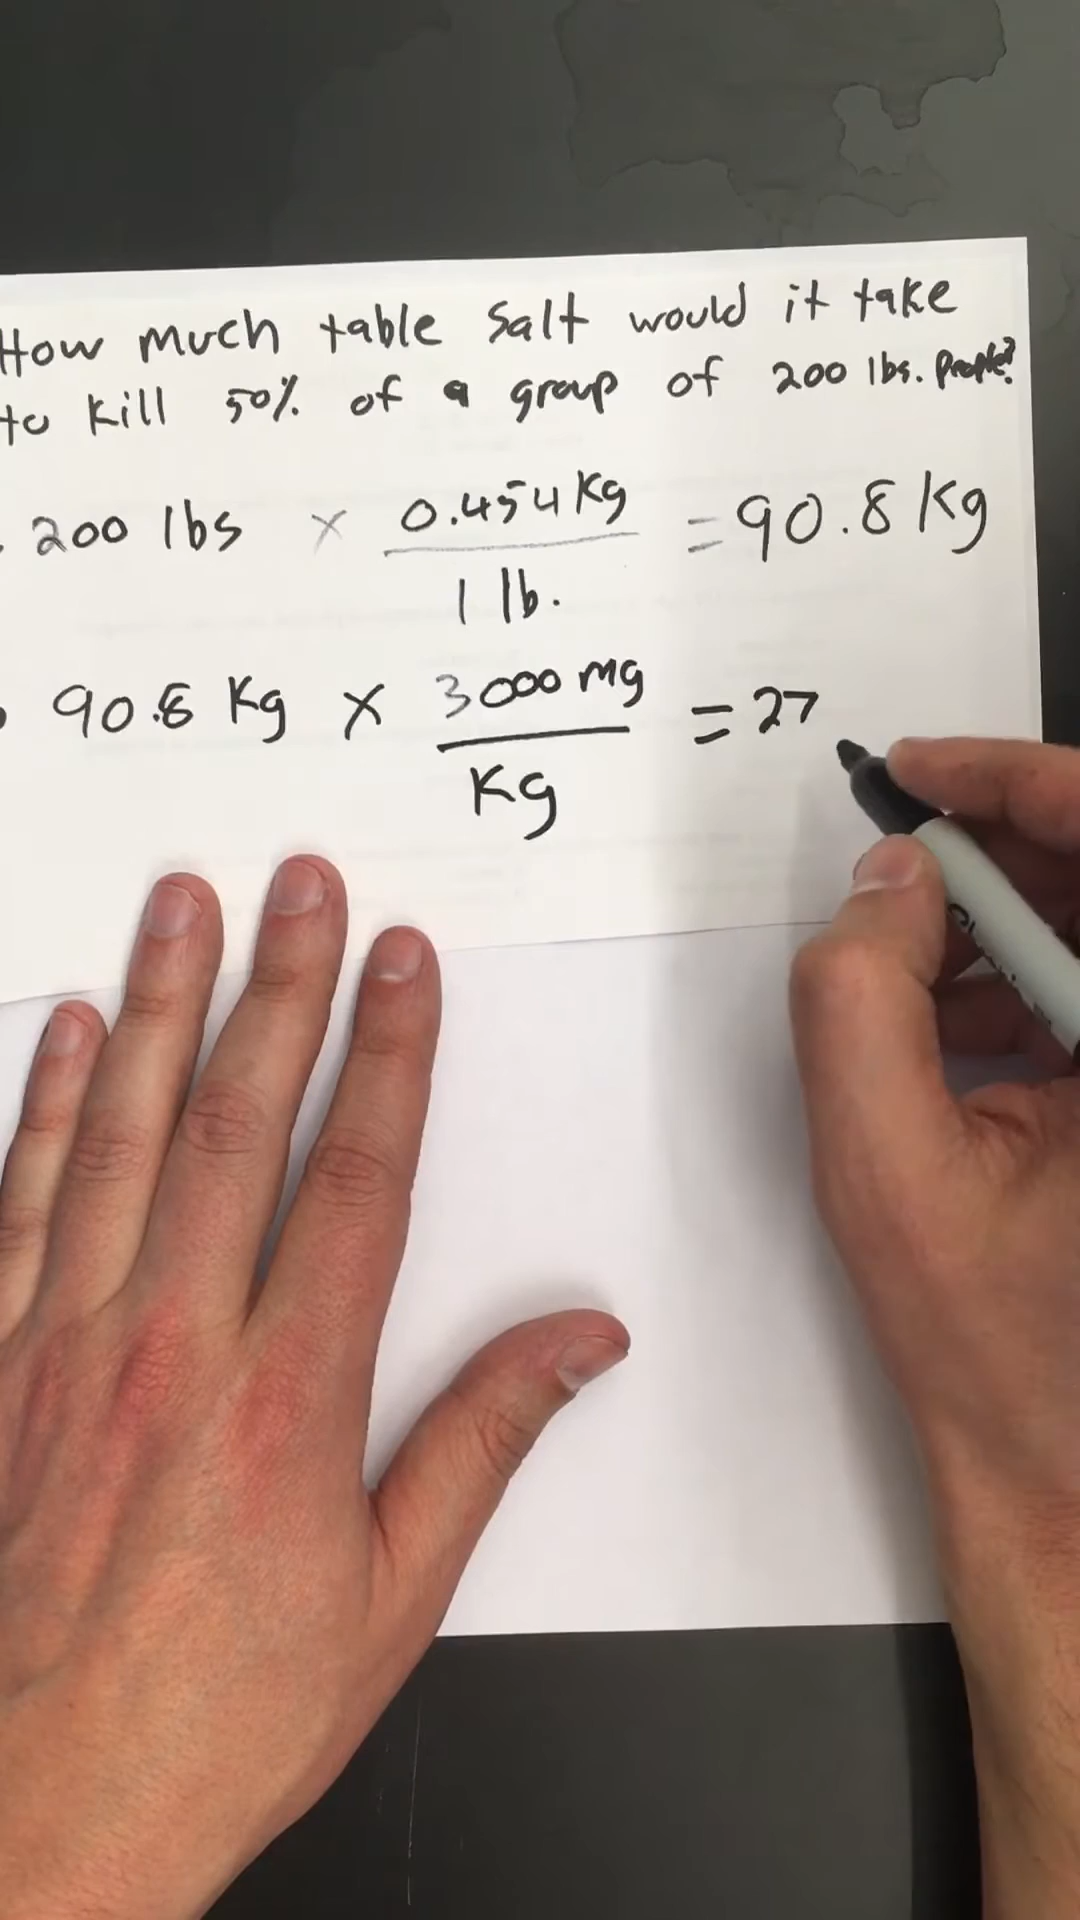 How much table salt would it take
to kill 50% of a group of 200 lbs. people?
200 lbs x 0.454 Kg = 90.8 Kg
1 lb.
90.8 Kg x 3000 mg = 27
Kg